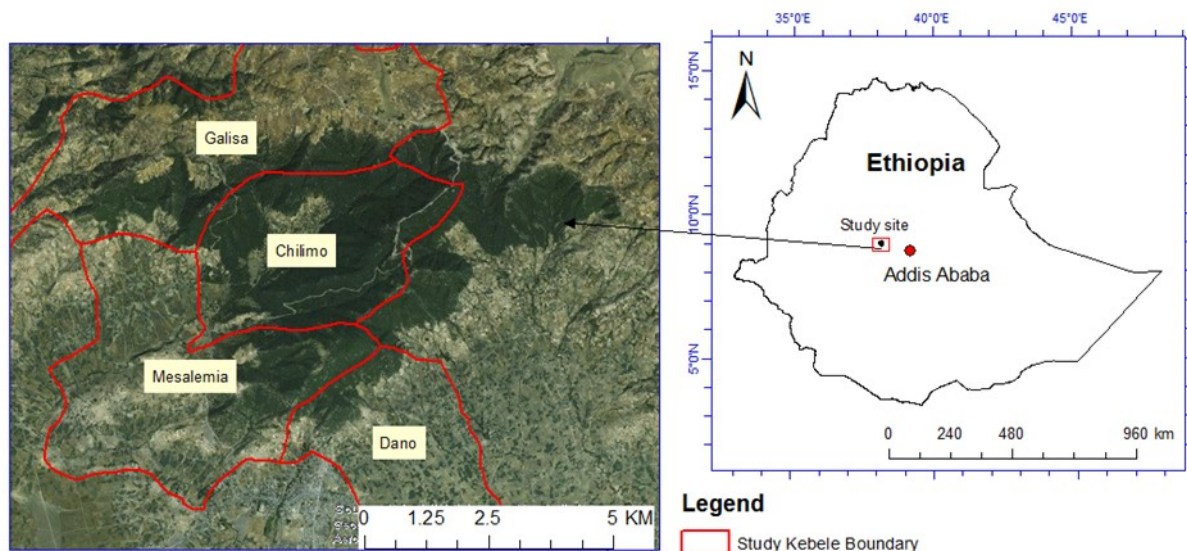 Galisa
Chilimo
Mesalemia
Dano
0 1.25 2.5 5 KM
35°0'E 40°0'E 45°0'E
N
15°0'N
10°0'N
5°0'N
Ethiopia
Study site
Addis Ababa
0 240 480 960 km
Legend
Study Kebele Boundary